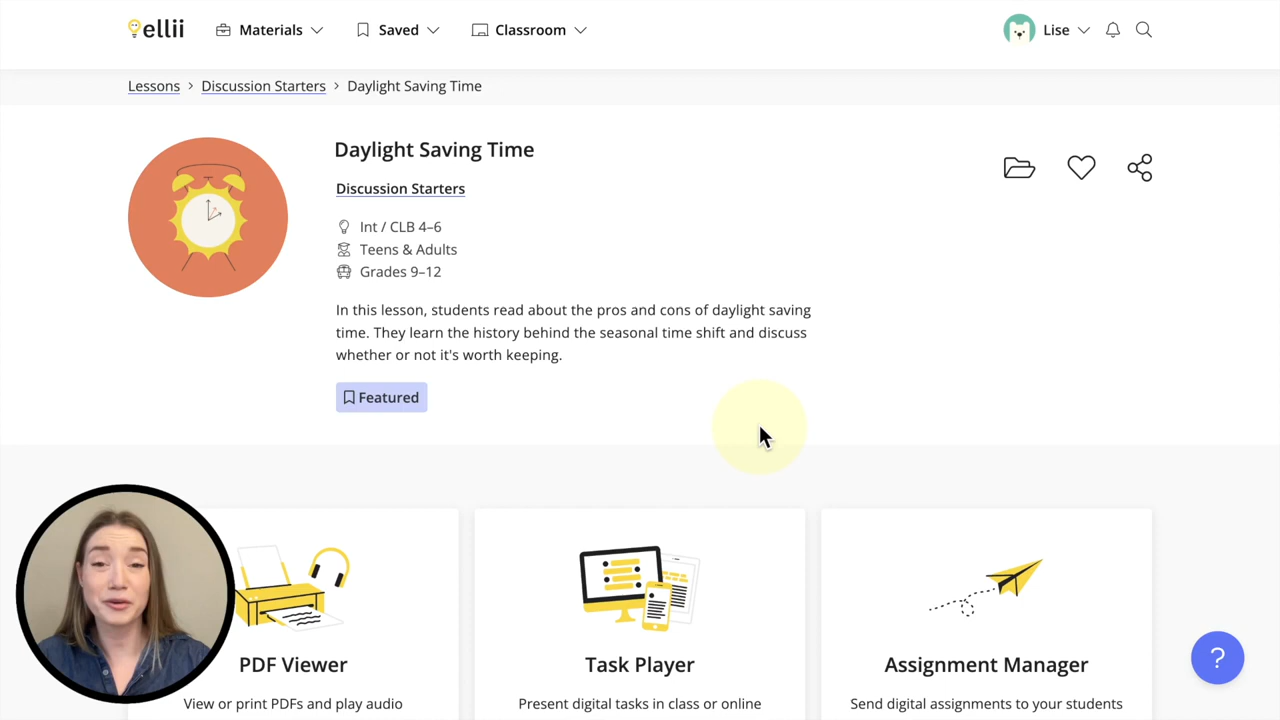 ellii
Materials
Saved
Classroom
Lise
Lessons > Discussion Starters > Daylight Saving Time
Daylight Saving Time
Discussion Starters
Int / CLB 4–6
Teens & Adults
Grades 9–12
In this lesson, students read about the pros and cons of daylight saving
time. They learn the history behind the seasonal time shift and discuss
whether or not it's worth keeping.
Featured
PDF Viewer
View or print PDFs and play audio
Task Player
Present digital tasks in class or online
Assignment Manager
Send digital assignments to your students
?